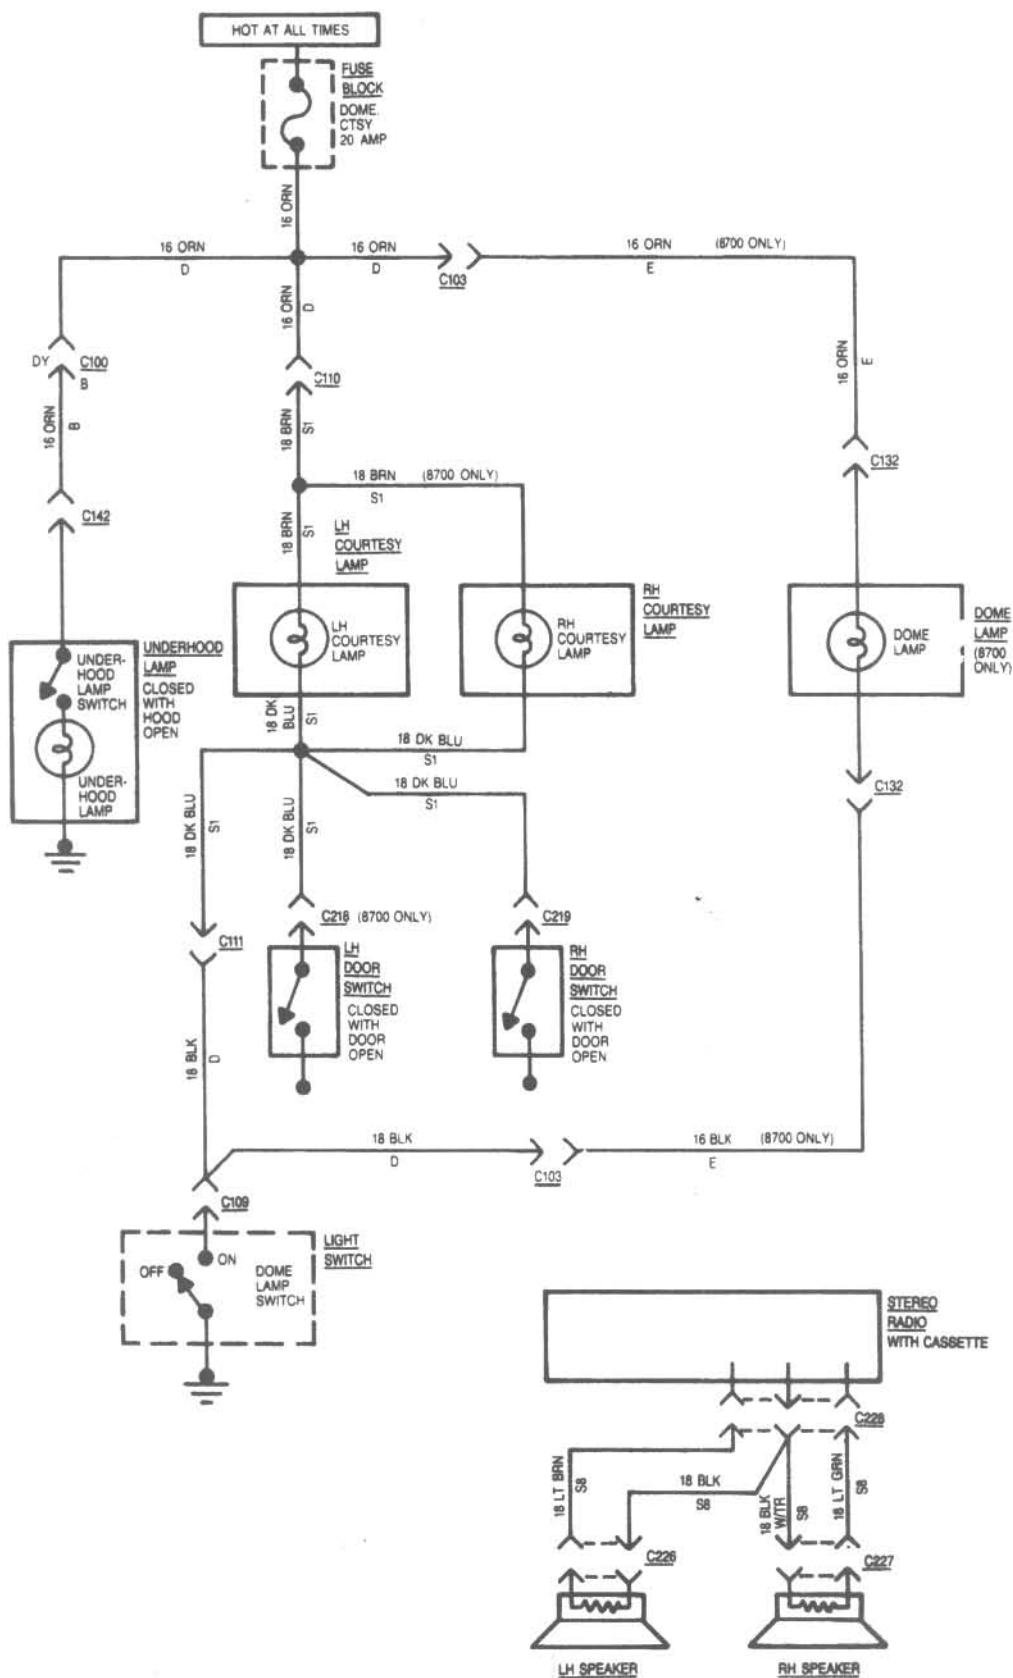 HOT AT ALL TIMES
FUSE
BLOCK
DOME.
CTSY
20 AMP
16 ORN
16 ORN
D
16 ORN
D
16 ORN (8700 ONLY)
E
C103
16 ORN
D
DY
C100
B
C110
16 ORN
E
16 ORN
B
18 BRN
S1
C132
18 BRN (8700 ONLY)
S1
C142
18 BRN
S1
LH
COURTESY
LAMP
LH
COURTESY
LAMP
RH
COURTESY
LAMP
RH
COURTESY
LAMP
DOME
LAMP
DOME
LAMP
(8700
ONLY)
UNDER-
HOOD
LAMP
SWITCH
UNDERHOOD
LAMP
CLOSED
WITH
HOOD
OPEN
UNDER-
HOOD
LAMP
18 DK
BLU
S1
18 DK BLU
S1
18 DK BLU
S1
C132
18 DK BLU
S1
18 DK BLU
S1
C111
C218 (8700 ONLY)
C219
LH
DOOR
SWITCH
CLOSED
WITH
DOOR
OPEN
RH
DOOR
SWITCH
CLOSED
WITH
DOOR
OPEN
18 BLK
D
18 BLK
D
16 BLK (8700 ONLY)
E
C103
C109
LIGHT
SWITCH
ON
OFF
DOME
LAMP
SWITCH
STEREO
RADIO
WITH CASSETTE
C228
18 LT BRN
S8
18 BLK
S8
18 BLK
W/TR
S8
18 LT GRN
S8
C226
C227
LH SPEAKER
RH SPEAKER